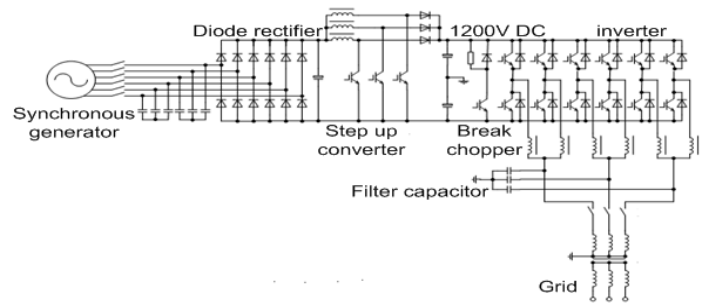 Diode rectifier
1200V DC
inverter
Synchronous
generator
Step up
converter
Break
chopper
Filter capacitor
Grid